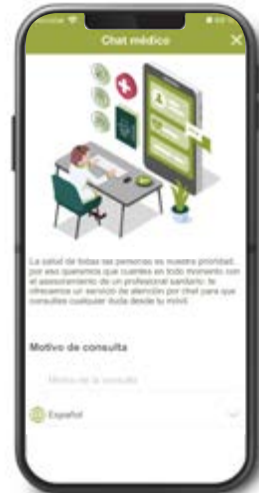 Chat médico
La salud de todas las personas es nuestra prioridad,
por eso queremos que cuentes en todo momento con
el asesoramiento de un profesional sanitario: te
ofrecemos un servicio de atención por chat para que
consultes cualquier duda desde tu móvil.
Motivo de consulta
Motivo de la consulta
Español